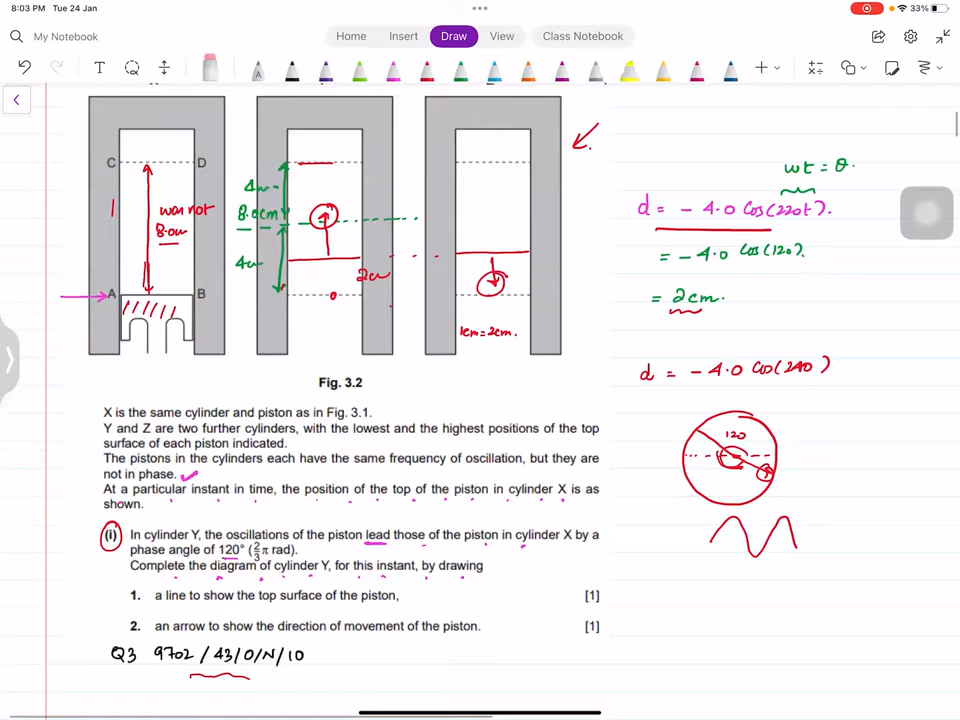 8:03 PM Tue 24 Jan
33%
My Notebook
Home Insert Draw View Class Notebook
C D
was not
8.0cm
A B
4cm
8.0cm
4cm
2cm
1cm = 2cm.
Fig. 3.2
X is the same cylinder and piston as in Fig. 3.1.
Y and Z are two further cylinders, with the lowest and the highest positions of the top
surface of each piston indicated.
The pistons in the cylinders each have the same frequency of oscillation, but they are
not in phase.
At a particular instant in time, the position of the top of the piston in cylinder X is as
shown.
(i) In cylinder Y, the oscillations of the piston lead those of the piston in cylinder X by a
phase angle of 120° (2/3 π rad).
Complete the diagram of cylinder Y, for this instant, by drawing
1. a line to show the top surface of the piston, [1]
2. an arrow to show the direction of movement of the piston. [1]
Q3 9702 / 43/O/N/10
wt = θ.
d = - 4.0 cos(220t).
= - 4.0 cos(120).
= 2cm.
d = - 4.0 cos(240)
120